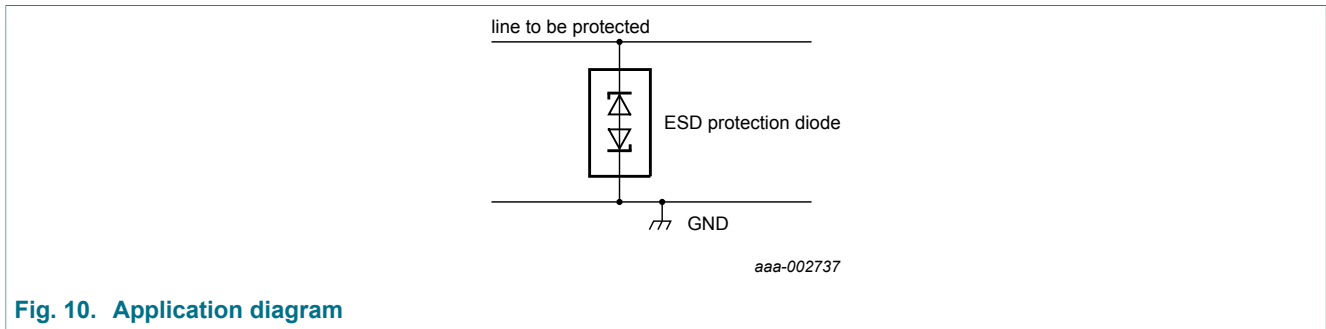 line to be protected
ESD protection diode
GND
aaa-002737
Fig. 10. Application diagram